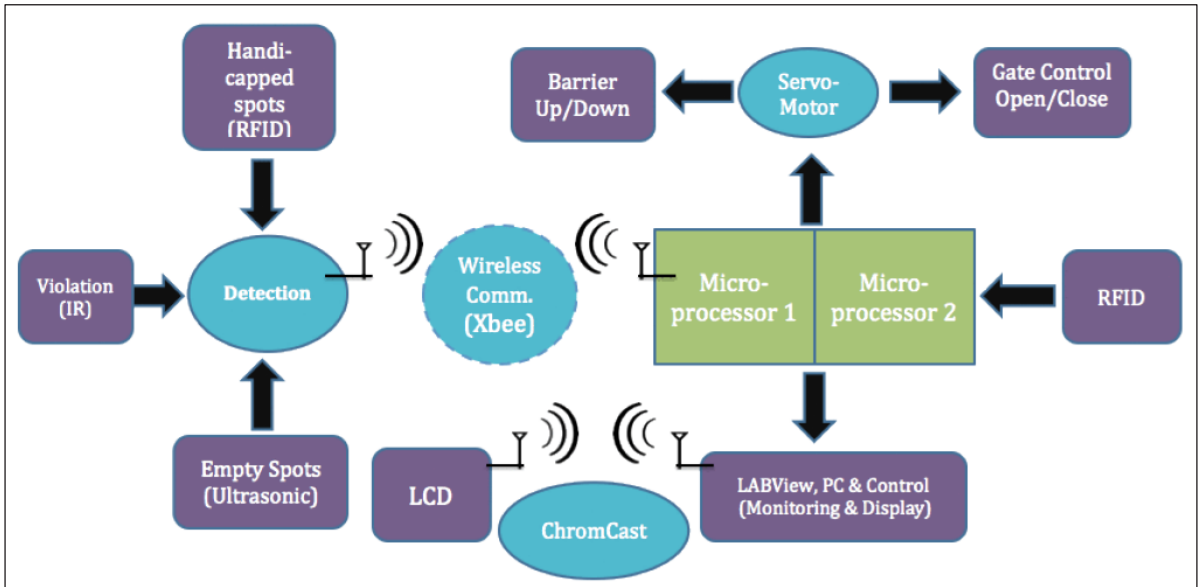 Handi-
capped
spots
(RFID)
Barrier
Up/Down
Servo-
Motor
Gate Control
Open/Close
Violation
(IR)
Detection
Wireless
Comm.
(Xbee)
Micro-
processor 1
Micro-
processor 2
RFID
Empty Spots
(Ultrasonic)
LCD
ChromCast
LABView, PC & Control
(Monitoring & Display)